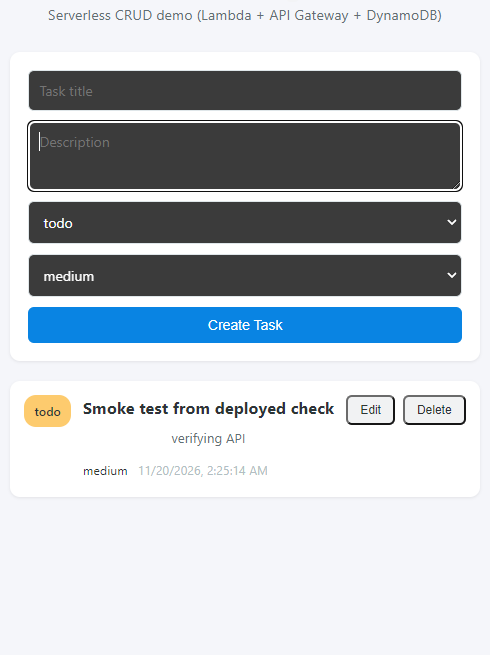 Serverless CRUD demo (Lambda + API Gateway + DynamoDB)
Task title
Description
todo
medium
Create Task
todo Smoke test from deployed check Edit Delete
verifying API
medium 11/20/2026, 2:25:14 AM